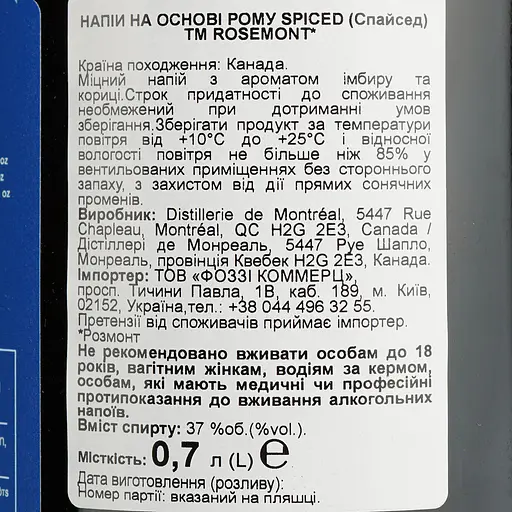 НАПІЙ НА ОСНОВІ РОМУ SPICED (Спайсед)
ТМ ROSEMONT*
Країна походження: Канада.
Міцний напій з ароматом імбиру та
кориці.Строк придатності до споживання
необмежений при дотриманні умов
зберігання.Зберігати продукт за температури
повітря від +10°C до +25°C і відносної
вологості повітря не більше ніж 85% у
вентильованих приміщеннях без стороннього
запаху, з захистом від дії прямих сонячних
променів.
Виробник: Distillerie de Montréal, 5447 Rue
Chapleau, Montréal, QC H2G 2E3, Canada /
Дістіллері де Монреаль, 5447 Руе Шапло,
Монреаль, провінція Квебек H2G 2E3, Канада.
Імпортер: ТОВ «ФОЗЗІ КОММЕРЦ»,
просп. Тичини Павла, 1В, каб. 189, м. Київ,
02152, Україна,тел.: +38 044 496 32 55.
Претензії від споживачів приймає імпортер.
*Розмонт
Не рекомендовано вживати особам до 18
років, вагітним жінкам, водіям за кермом,
особам, які мають медичні чи професійні
протипоказання до вживання алкогольних
напоїв.
Вміст спирту: 37 %об.(%vol.).
Місткість: 0,7 л (L) ℮
Дата виготовлення (розливу):
Номер партії: вказаний на пляшці.
oz
oz
oz